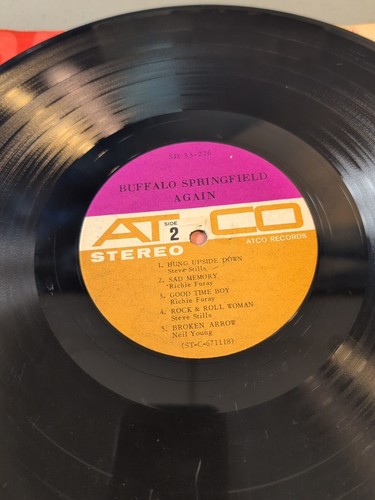 SD 33-226
BUFFALO SPRINGFIELD
AGAIN
ATCO
SIDE
2
STEREO
ATCO RECORDS
1. HUNG UPSIDE DOWN
Steve Stills
2. SAD MEMORY
Richie Furay
3. GOOD TIME BOY
Richie Furay
4. ROCK & ROLL WOMAN
Steve Stills
5. BROKEN ARROW
Neil Young
(ST-C-671118)